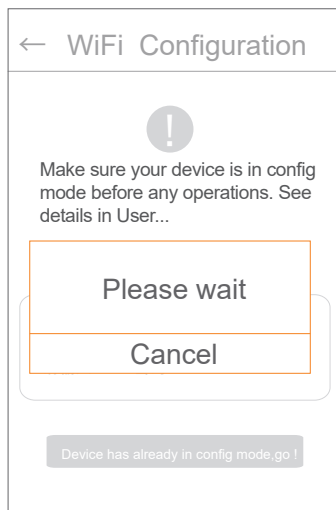 ← WiFi Configuration
!
Make sure your device is in config
mode before any operations. See
details in User...
Please wait
Cancel
Device has already in config mode,go !